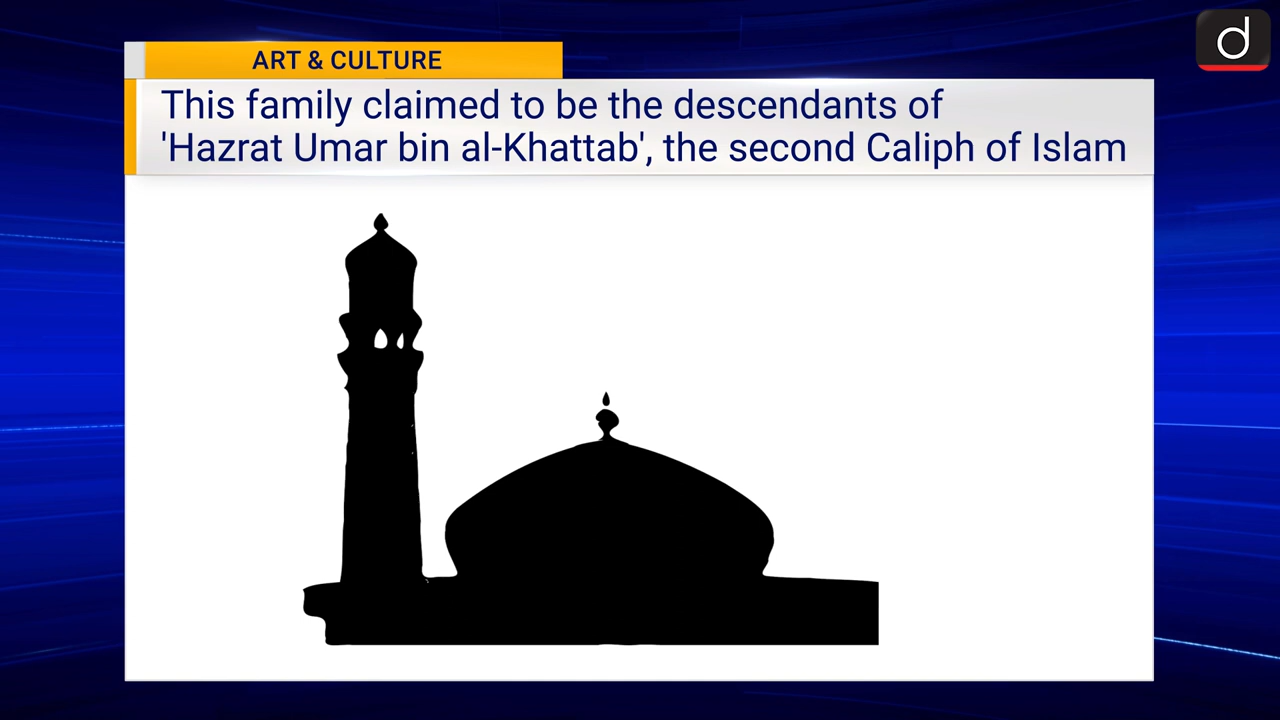 d
ART & CULTURE
This family claimed to be the descendants of
'Hazrat Umar bin al-Khattab', the second Caliph of Islam